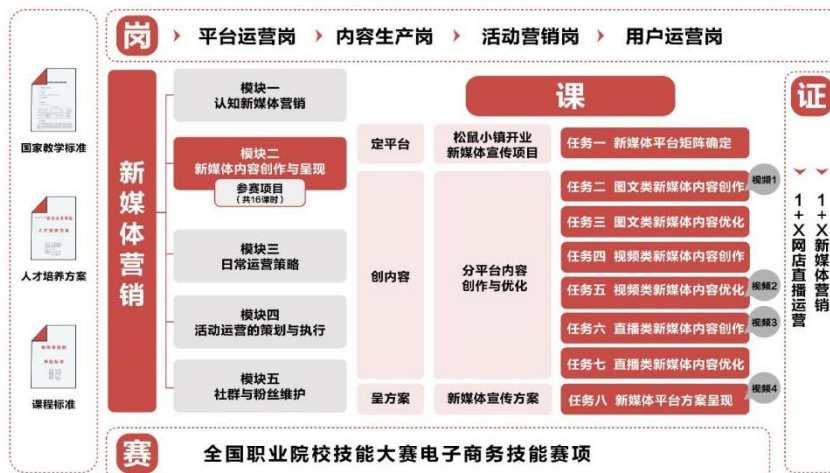 岗 平台运营岗 内容生产岗 活动营销岗 用户运营岗
国家教学标准
人才培养方案
课程标准
新媒体营销
模块一
认知新媒体营销
模块二
新媒体内容创作与呈现
参赛项目
(共16课时)
模块三
日常运营策略
模块四
活动运营的策划与执行
模块五
社群与粉丝维护
课
定平台
松鼠小镇开业
新媒体宣传项目
任务一 新媒体平台矩阵确定
创内容
分平台内容
创作与优化
任务二 图文类新媒体内容创作
视频1
任务三 图文类新媒体内容优化
任务四 视频类新媒体内容创作
任务五 视频类新媒体内容优化
视频2
任务六 直播类新媒体内容创作
视频3
任务七 直播类新媒体内容优化
呈方案
新媒体宣传方案
任务八 新媒体平台方案呈现
视频4
证
1+X新媒体营销
1+X网店直播运营
赛 全国职业院校技能大赛电子商务技能赛项